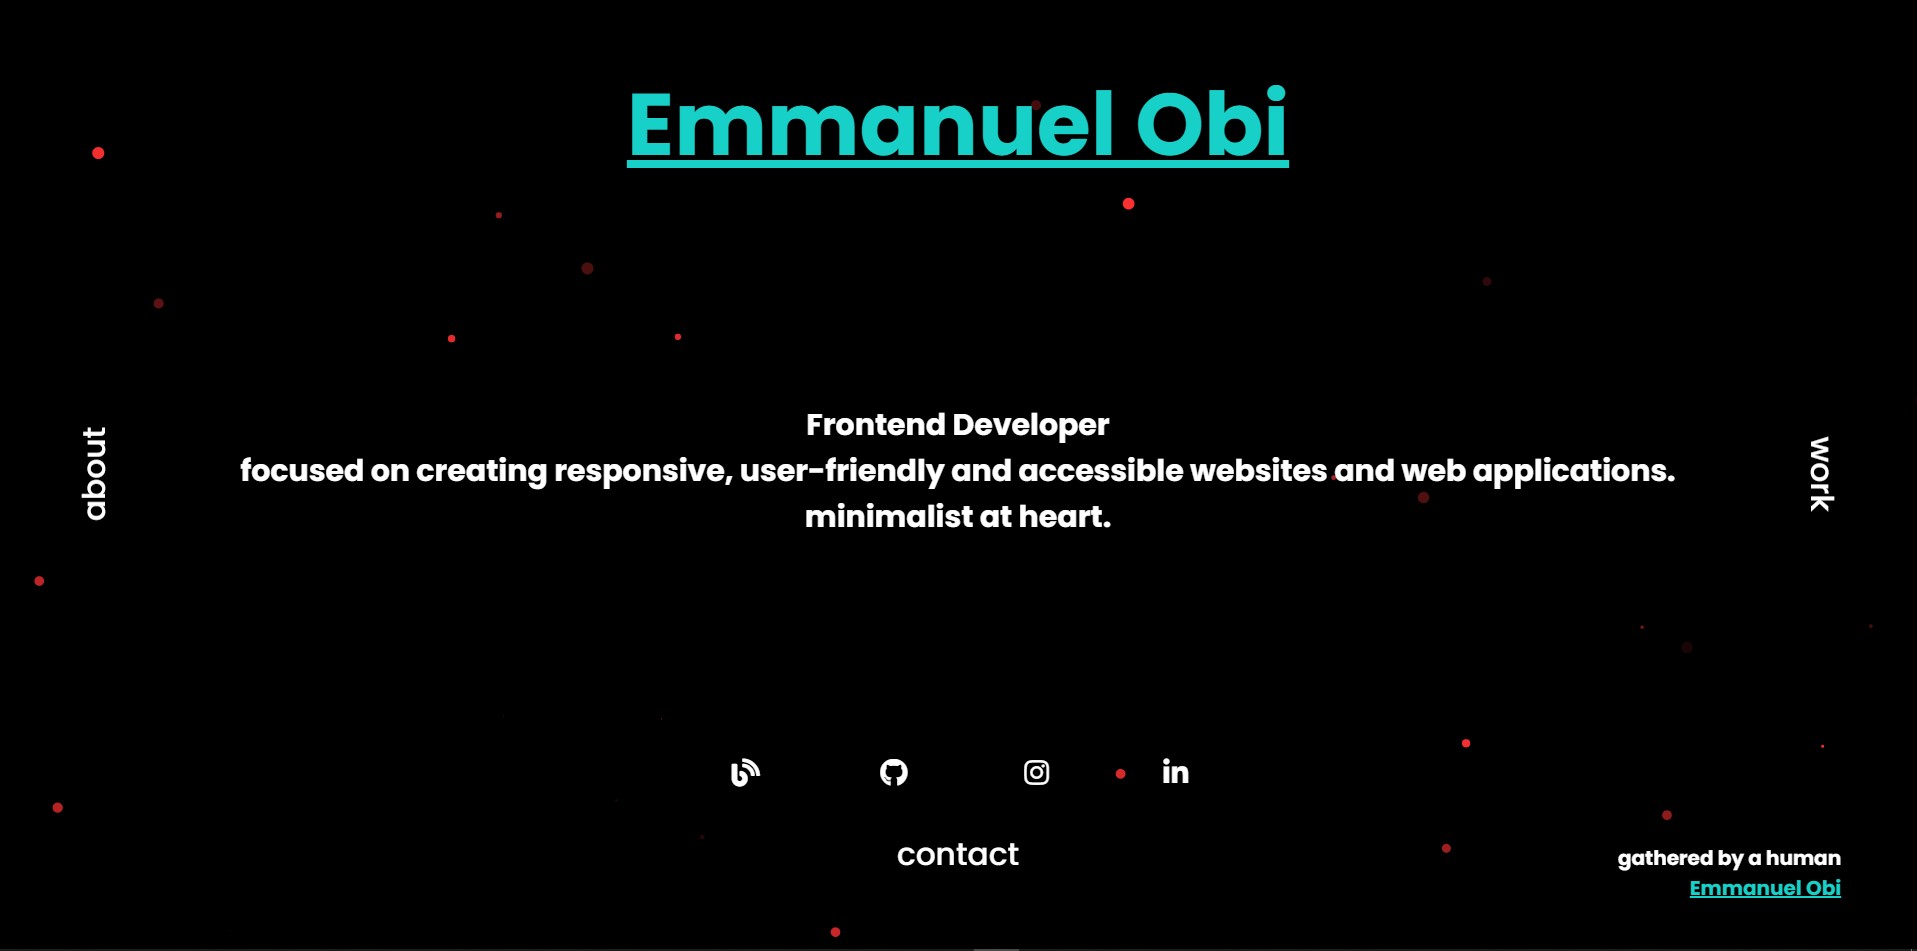 Emmanuel Obi
about
Frontend Developer
focused on creating responsive, user-friendly and accessible websites and web applications.
minimalist at heart.
work
contact
gathered by a human
Emmanuel Obi